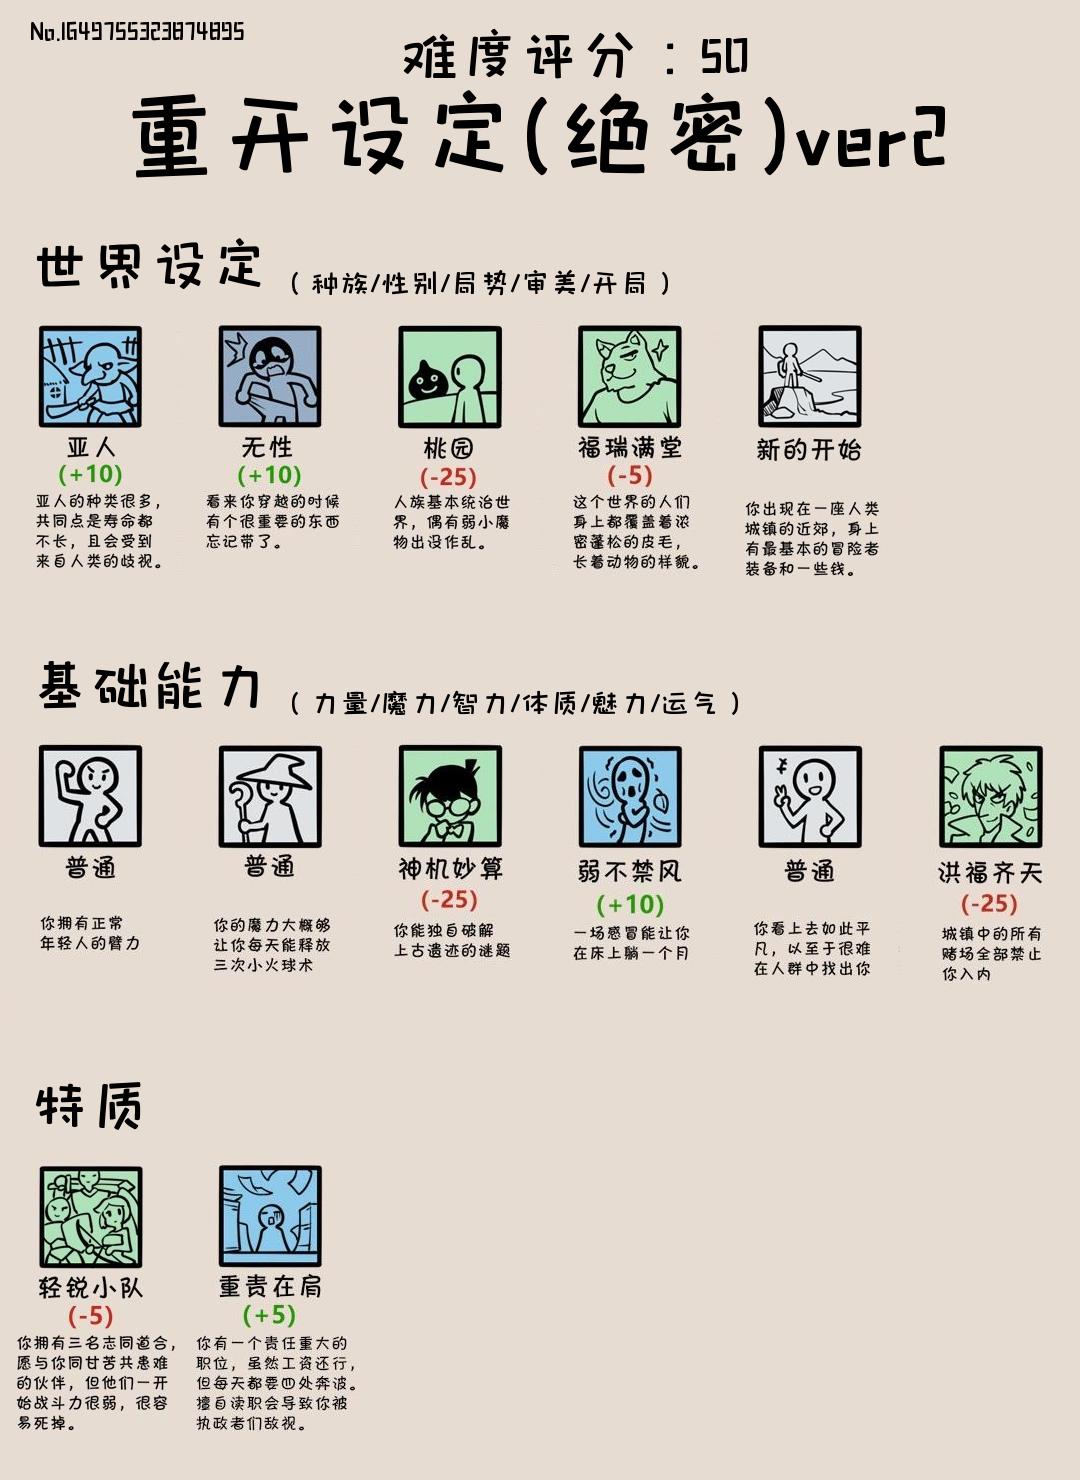 No.1649755323874895
难度评分：50
重开设定(绝密)ver2
世界设定 ( 种族/性别/局势/审美/开局 )
亚人
(+10)
亚人的种类很多，
共同点是寿命都
不长，且会受到
来自人类的歧视。
无性
(+10)
看来你穿越的时候
有个很重要的东西
忘记带了。
桃园
(-25)
人族基本统治世
界，偶有弱小魔
物出没作乱。
福瑞满堂
(-5)
这个世界的人们
身上都覆盖着浓
密蓬松的皮毛，
长着动物的样貌。
新的开始
你出现在一座人类
城镇的近郊，身上
有最基本的冒险者
装备和一些钱。
基础能力 ( 力量/魔力/智力/体质/魅力/运气 )
普通
你拥有正常
年轻人的臂力
普通
你的魔力大概够
让你每天能释放
三次小火球术
神机妙算
(-25)
你能独自破解
上古遗迹的谜题
弱不禁风
(+10)
一场感冒能让你
在床上躺一个月
普通
你看上去如此平
凡，以至于很难
在人群中找出你
洪福齐天
(-25)
城镇中的所有
赌场全部禁止
你入内
特质
轻锐小队
(-5)
你拥有三名志同道合，
愿与你同甘苦共患难
的伙伴，但他们一开
始战斗力很弱，很容
易死掉。
重责在肩
(+5)
你有一个责任重大的
职位，虽然工资还行，
但每天都要四处奔波。
擅自渎职会导致你被
执政者们敌视。